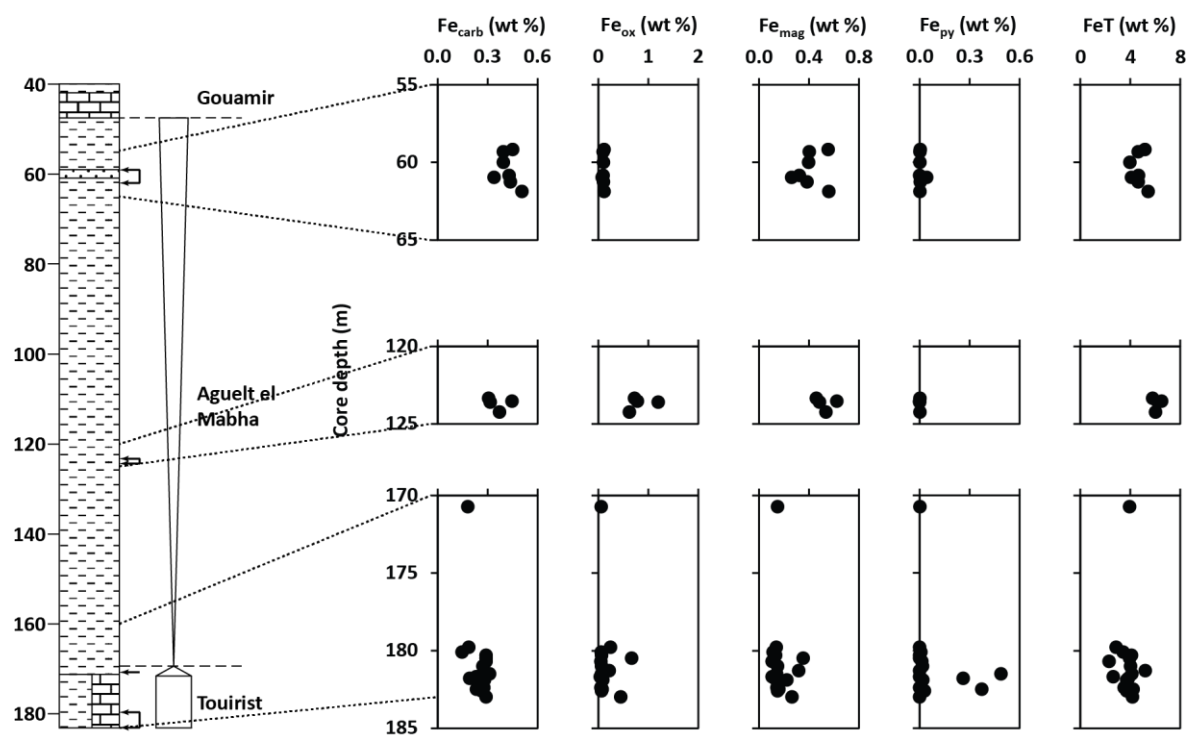 Fecarb (wt %) Feox (wt %) Femag (wt %) Fepy (wt %) FeT (wt %)
0.0 0.3 0.6 0 1 2 0.0 0.4 0.8 0.0 0.3 0.6 0 4 8
40
Gouamir
60
80
100
Aguelt el
Mabha
120
140
160
Touirist
180
Core depth (m)
55
60
65
120
125
170
175
180
185